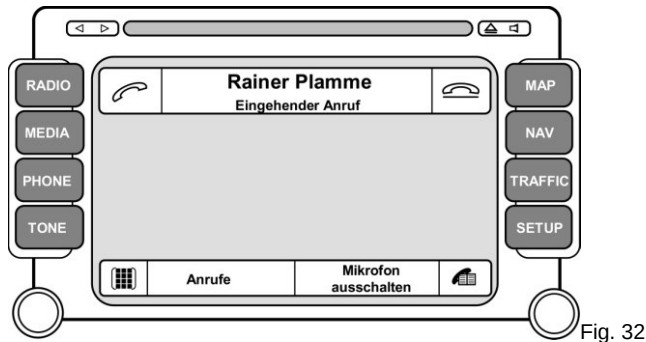 RADIO
MEDIA
PHONE
TONE
Rainer Plamme
Eingehender Anruf
Anrufe
Mikrofon
ausschalten
MAP
NAV
TRAFFIC
SETUP
Fig. 32